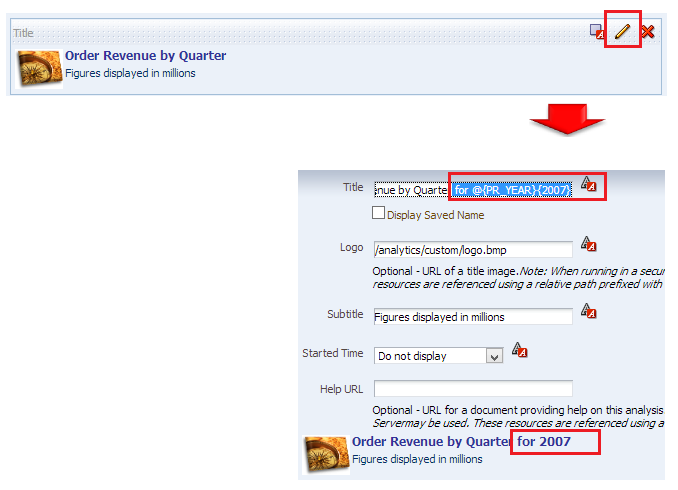 Title
Order Revenue by Quarter
Figures displayed in millions
Title
nue by Quarter for @{PR_YEAR}{2007}
Display Saved Name
Logo
/analytics/custom/logo.bmp
Optional - URL of a title image. Note: When running in a secur
resources are referenced using a relative path prefixed with
Subtitle
Figures displayed in millions
Started Time
Do not display
Help URL
Optional - URL for a document providing help on this analysis.
Servermay be used. These resources are referenced using a
Order Revenue by Quarter for 2007
Figures displayed in millions